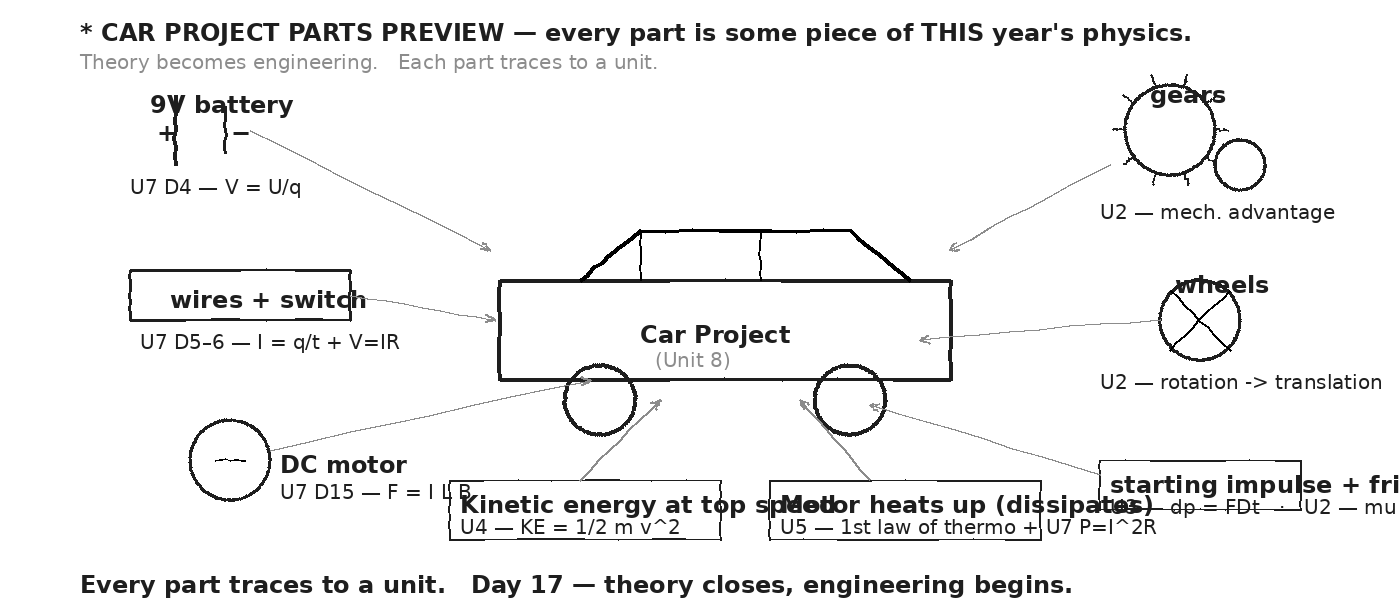 * CAR PROJECT PARTS PREVIEW — every part is some piece of THIS year's physics.
Theory becomes engineering.   Each part traces to a unit.
9V battery
+ −
U7 D4 — V = U/q
gears
U2 — mech. advantage
wires + switch
U7 D5–6 — I = q/t + V=IR
Car Project
(Unit 8)
wheels
U2 — rotation -> translation
DC motor
U7 D15 — F = I L B
Kinetic energy at top speed
U4 — KE = 1/2 m v^2
Motor heats up (dissipates)
U5 — 1st law of thermo + U7 P=I^2R
starting impulse + fri
— dp = FDt · U2 — mu
Every part traces to a unit.   Day 17 — theory closes, engineering begins.